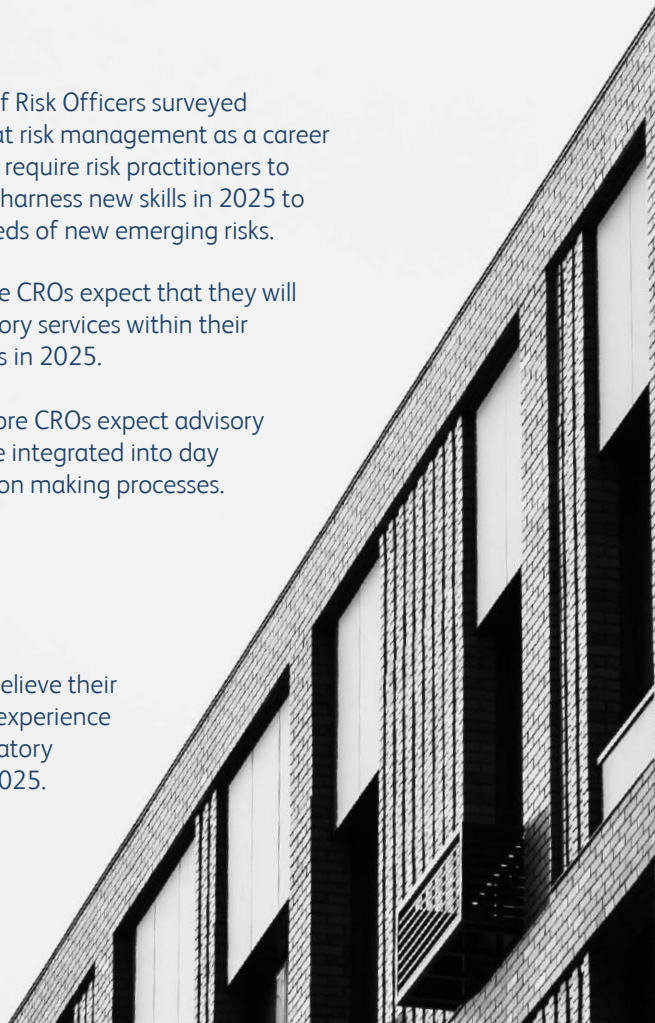 f Risk Officers surveyed
at risk management as a career
require risk practitioners to
harness new skills in 2025 to
eds of new emerging risks.
e CROs expect that they will
ory services within their
s in 2025.
ore CROs expect advisory
e integrated into day
on making processes.
elieve their
experience
atory
025.